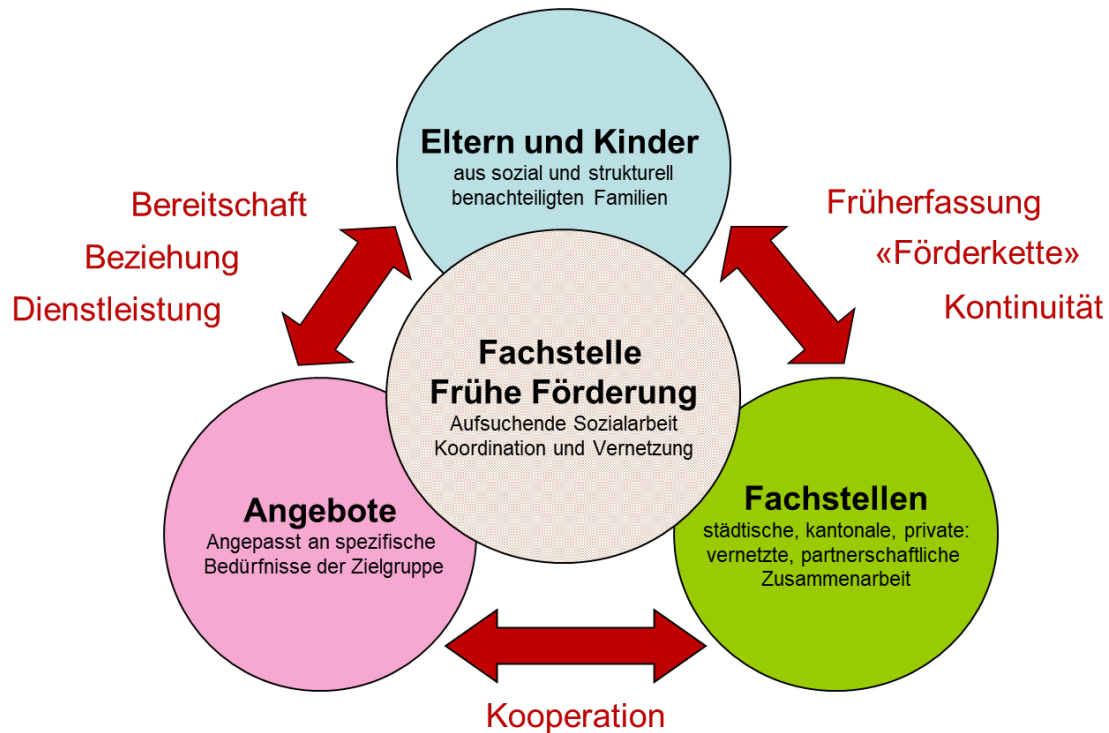 Eltern und Kinder
aus sozial und strukturell
benachteiligten Familien
Bereitschaft
Beziehung
Dienstleistung
Früherfassung
«Förderkette»
Kontinuität
Fachstelle
Frühe Förderung
Aufsuchende Sozialarbeit
Koordination und Vernetzung
Angebote
Angepasst an spezifische
Bedürfnisse der Zielgruppe
Fachstellen
städtische, kantonale, private:
vernetzte, partnerschaftliche
Zusammenarbeit
Kooperation